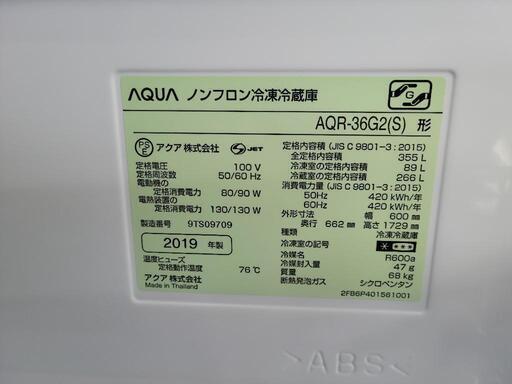 AQUA ノンフロン冷凍冷蔵庫
G
AQR-36G2(S) 形
PS E アクア株式会社 S-JET
定格電圧 100 V
定格周波数 50/60 Hz
電動機の
定格消費電力 80/90 W
電熱装置の
定格消費電力 130/130 W
製造番号 9TS09709
2019 年製
温度ヒューズ
定格動作温度 76℃
アクア 株式会社
Made in Thailand
定格内容積 (JIS C 9801-3 : 2015)
全定格内容積 355 L
冷凍室の定格内容積 89 L
冷蔵室の定格内容積 266 L
消費電力量 (JIS C 9801-3 : 2015)
50Hz 420 kWh/年
60Hz 420 kWh/年
外形寸法 幅 600 mm
奥行 662 mm 高さ 1729 mm
種類 冷凍冷蔵庫
冷凍室の記号
冷媒名 R600a
冷媒封入量 47 g
質量 68 kg
断熱発泡ガス シクロペンタン
2FB6P401561001
>ABS<